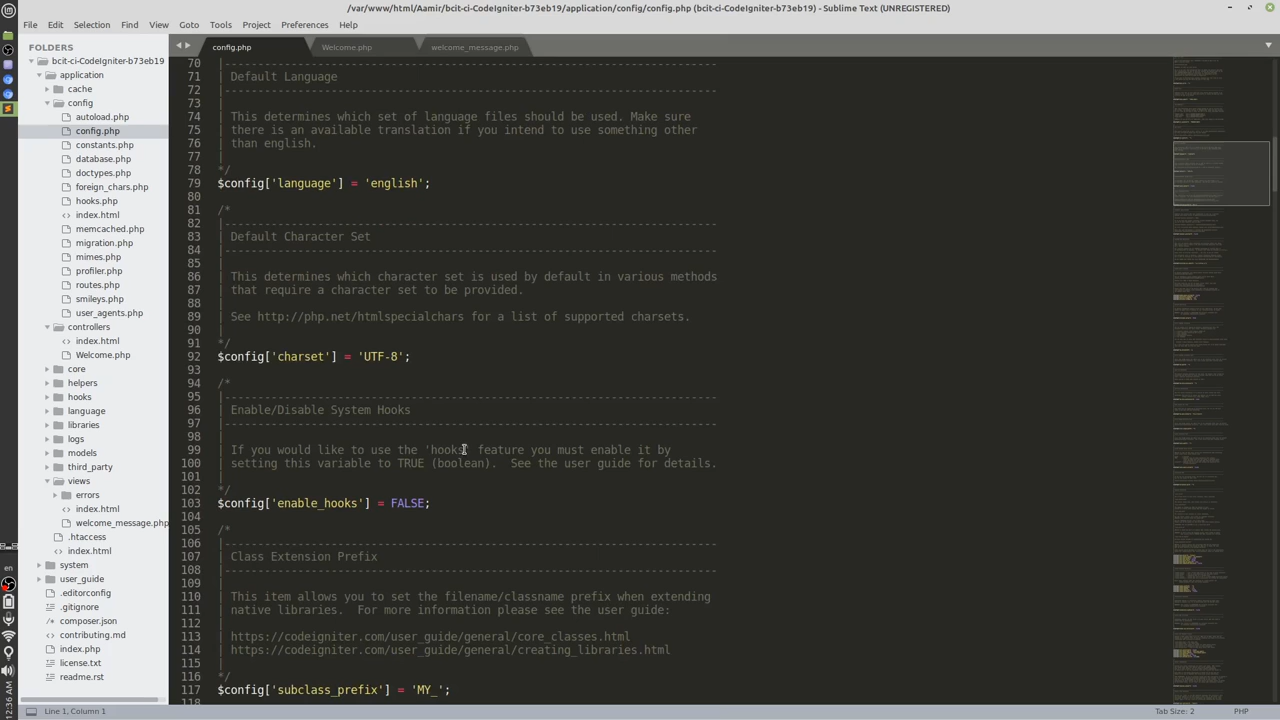 /var/www/html/Aamir/bcit-ci-CodeIgniter-b73eb19/application/config/config.php (bcit-ci-CodeIgniter-b73eb19) - Sublime Text (UNREGISTERED)
File Edit Selection Find View Goto Tools Project Preferences Help
FOLDERS
bcit-ci-CodeIgniter-b73eb19
application
cache
config
autoload.php
config.php
constants.php
database.php
doctypes.php
foreign_chars.php
hooks.php
index.html
memcached.php
migration.php
mimes.php
profiler.php
routes.php
smileys.php
user_agents.php
controllers
index.html
Welcome.php
core
helpers
hooks
language
libraries
logs
models
third_party
views
errors
index.html
welcome_message.php
.htaccess
index.html
system
user_guide
.editorconfig
.gitignore
composer.json
contributing.md
index.php
license.txt
readme.rst
config.php Welcome.php welcome_message.php
70 |--------------------------------------------------------------------------
71 | Default Language
72 |--------------------------------------------------------------------------
73 |
74 | This determines which set of language files should be used. Make sure
75 | there is an available translation if you intend to use something other
76 | than english.
77 |
78 */
79 $config['language'] = 'english';
80
81 /*
82 |--------------------------------------------------------------------------
83 | Default Character Set
84 |--------------------------------------------------------------------------
85 |
86 | This determines which character set is used by default in various methods
87 | that require a character set to be provided.
88 |
89 | See http://php.net/htmlspecialchars for a list of supported charsets.
90 |
91 */
92 $config['charset'] = 'UTF-8';
93
94 /*
95 |--------------------------------------------------------------------------
96 | Enable/Disable System Hooks
97 |--------------------------------------------------------------------------
98 |
99 | If you would like to use the 'hooks' feature you must enable it by
100 | setting this variable to TRUE (boolean). See the user guide for details.
101 |
102 */
103 $config['enable_hooks'] = FALSE;
104
105 /*
106 |--------------------------------------------------------------------------
107 | Class Extension Prefix
108 |--------------------------------------------------------------------------
109 |
110 | This item allows you to set the filename/classname prefix when extending
111 | native libraries. For more information please see the user guide:
112 |
113 | https://codeigniter.com/user_guide/general/core_classes.html
114 | https://codeigniter.com/user_guide/general/creating_libraries.html
115 |
116 */
117 $config['subclass_prefix'] = 'MY_';
118
en
12:36 AM
Line 1, Column 1
Tab Size: 2
PHP